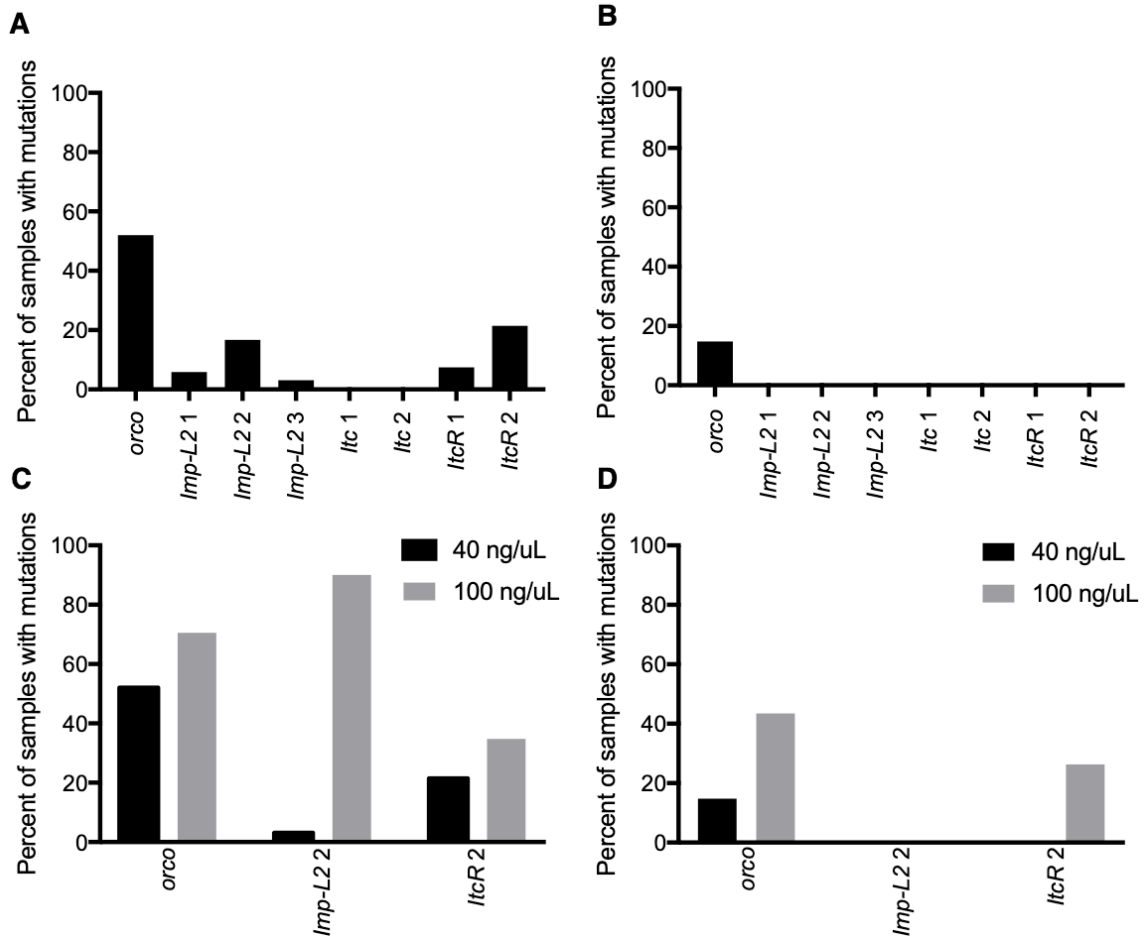 A
Percent of samples with mutations
100
80
60
40
20
0
orco
Imp-L2 1
Imp-L2 2
Imp-L2 3
Itc 1
Itc 2
ItcR 1
ItcR 2
B
Percent of samples with mutations
100
80
60
40
20
0
orco
Imp-L2 1
Imp-L2 2
Imp-L2 3
Itc 1
Itc 2
ItcR 1
ItcR 2
C
Percent of samples with mutations
100
80
60
40
20
0
40 ng/uL
100 ng/uL
orco
Imp-L2 2
ItcR 2
D
Percent of samples with mutations
100
80
60
40
20
0
40 ng/uL
100 ng/uL
orco
Imp-L2 2
ItcR 2